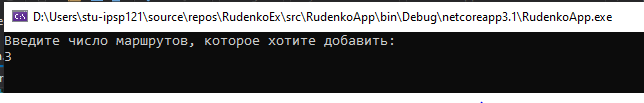 D:\Users\stu-ipsp121\source\repos\RudenkoEx\src\RudenkoApp\bin\Debug\netcoreapp3.1\RudenkoApp.exe
Введите число маршрутов, которое хотите добавить:
3